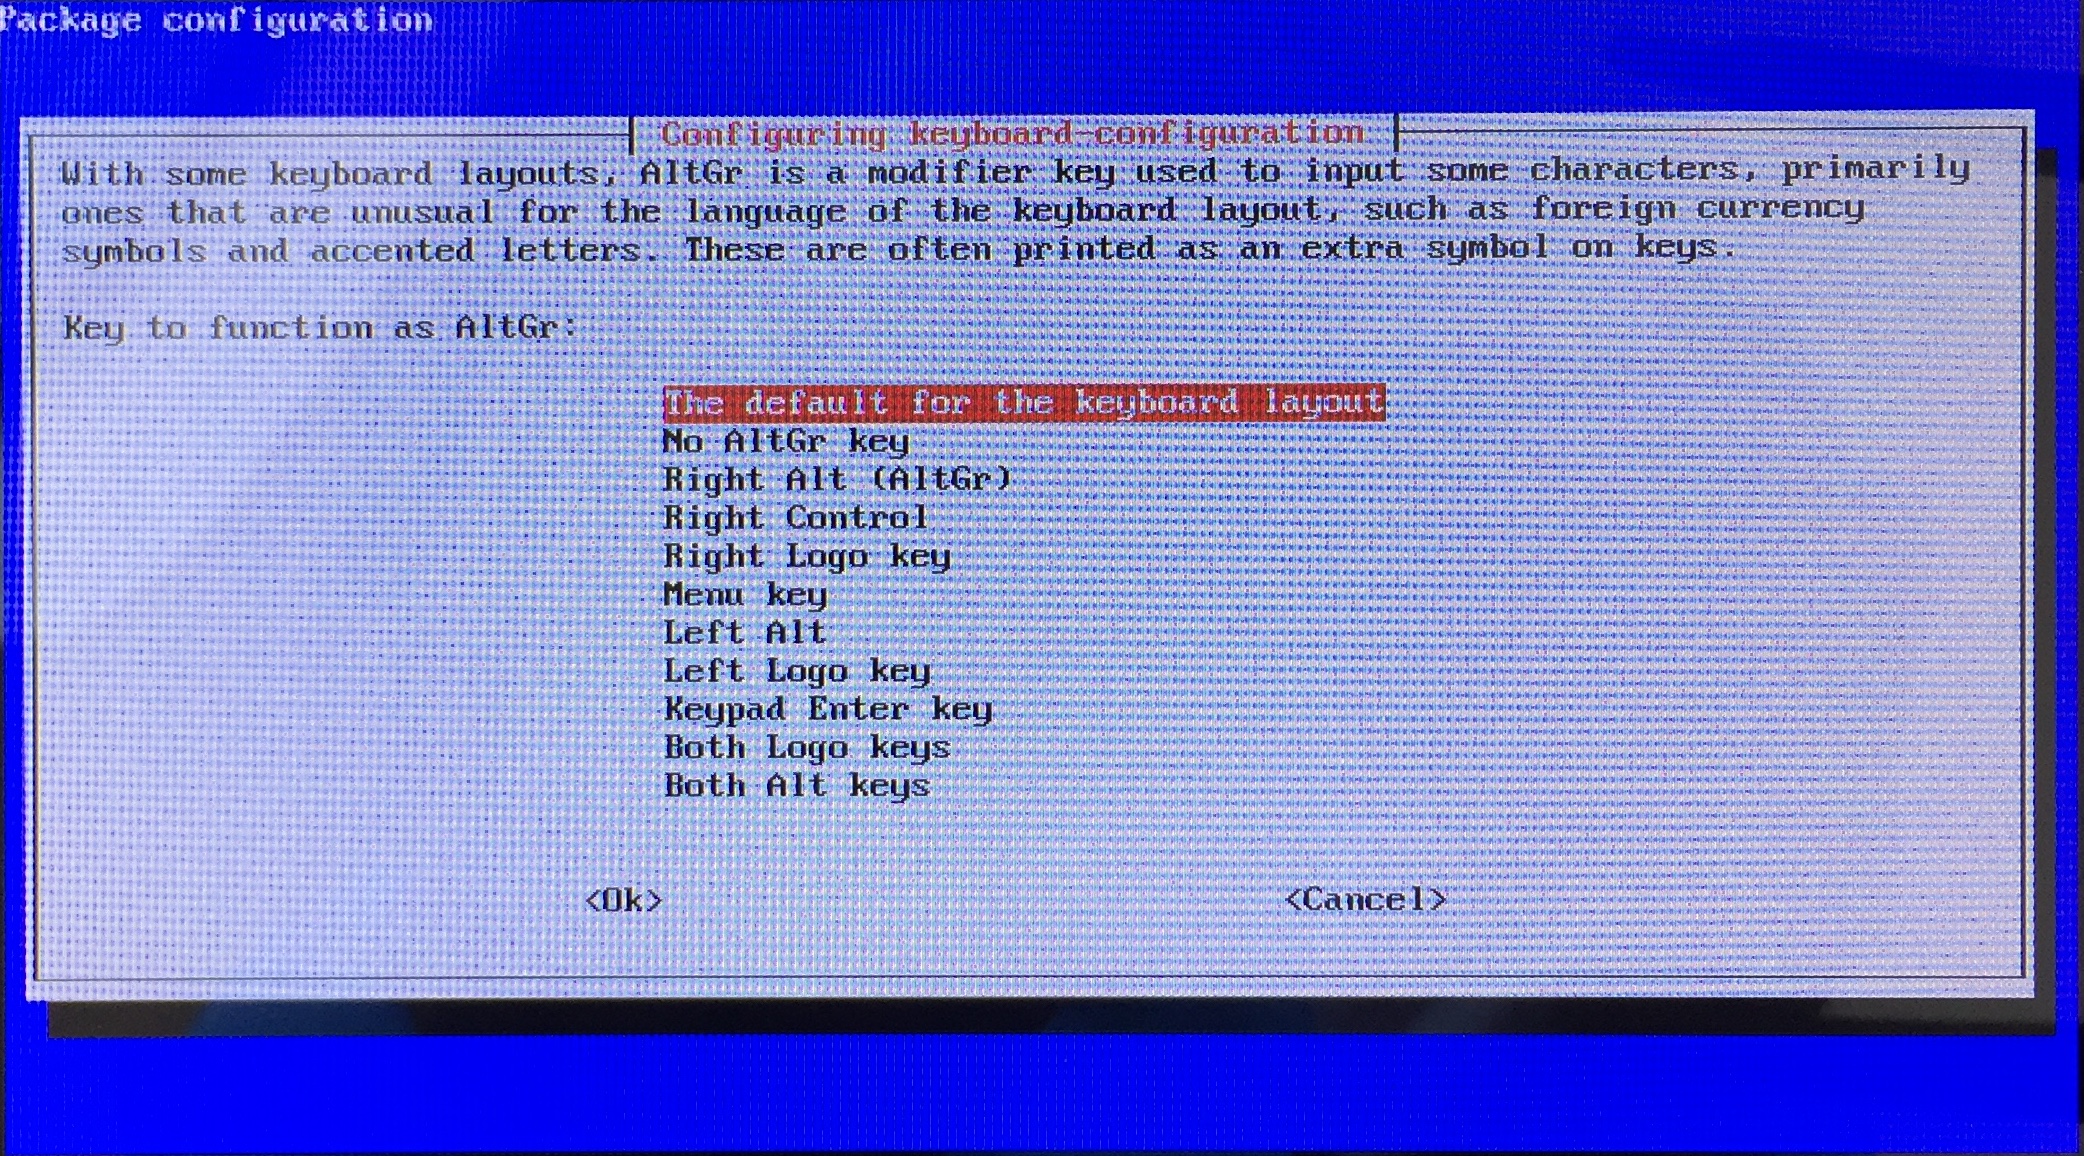 Package configuration
Configuring keyboard-configuration
With some keyboard layouts, AltGr is a modifier key used to input some characters, primarily
ones that are unusual for the language of the keyboard layout, such as foreign currency
symbols and accented letters. These are often printed as an extra symbol on keys.
Key to function as AltGr:
The default for the keyboard layout
No AltGr key
Right Alt (AltGr)
Right Control
Right Logo key
Menu key
Left Alt
Left Logo key
Keypad Enter key
Both Logo keys
Both Alt keys
<Ok> <Cancel>